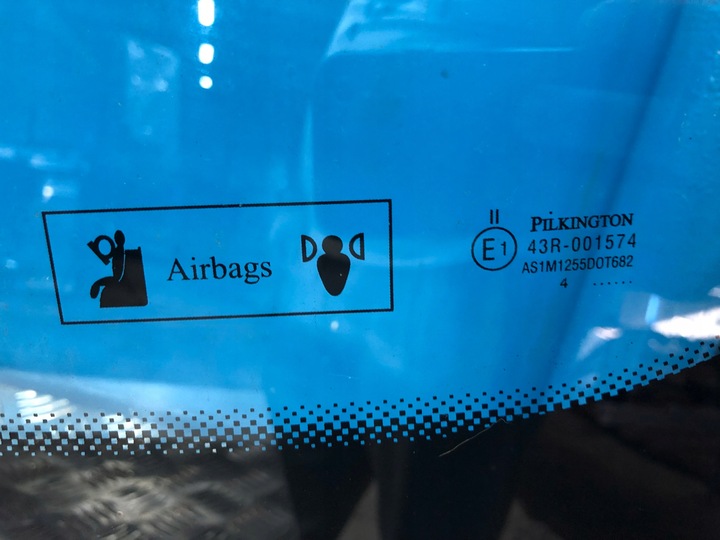 Airbags
II
E1
PILKINGTON
43R-001574
AS1M1255DOT682
4 ......